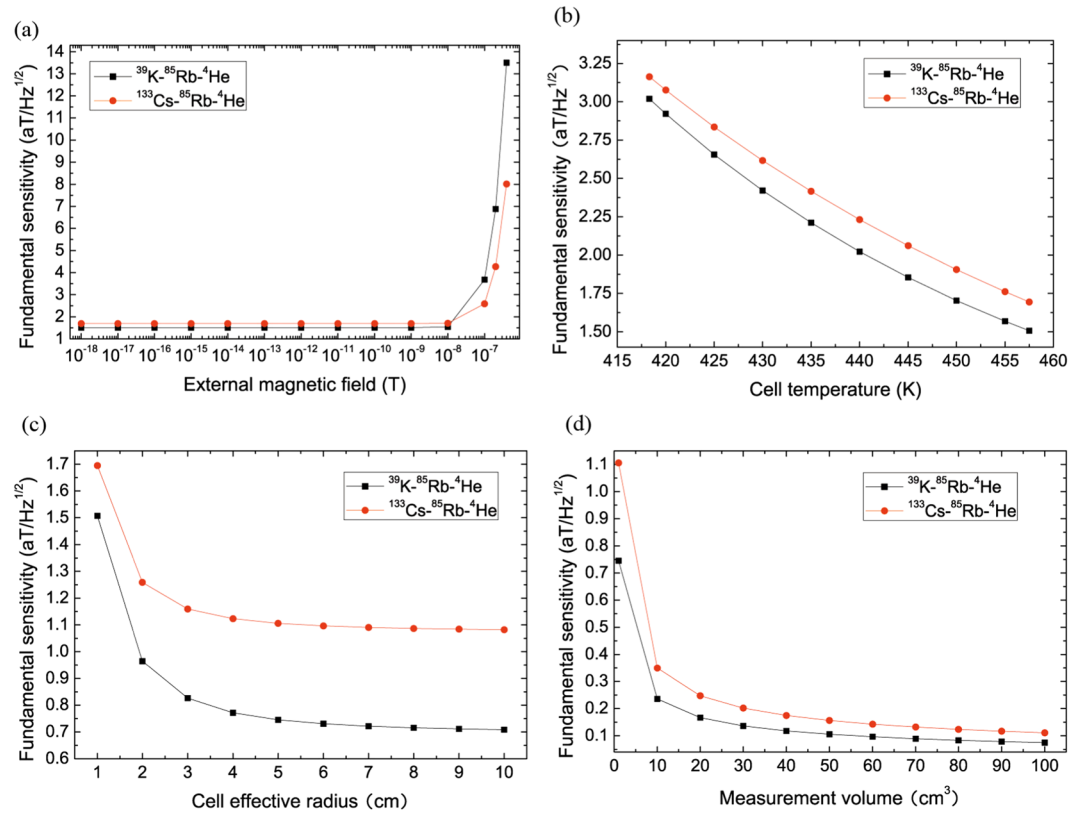 (a)
14
13
12
11
10
9
8
7
6
5
4
3
2
1
Fundamental sensitivity (aT/Hz^1/2)
³⁹K-⁸⁵Rb-⁴He
¹³³Cs-⁸⁵Rb-⁴He
10⁻¹⁸ 10⁻¹⁷ 10⁻¹⁶ 10⁻¹⁵ 10⁻¹⁴ 10⁻¹³ 10⁻¹² 10⁻¹¹ 10⁻¹⁰ 10⁻⁹ 10⁻⁸ 10⁻⁷
External magnetic field (T)
(b)
3.25
3.00
2.75
2.50
2.25
2.00
1.75
1.50
Fundamental sensitivity (aT/Hz^1/2)
³⁹K-⁸⁵Rb-⁴He
¹³³Cs-⁸⁵Rb-⁴He
415 420 425 430 435 440 445 450 455 460
Cell temperature (K)
(c)
1.7
1.6
1.5
1.4
1.3
1.2
1.1
1.0
0.9
0.8
0.7
0.6
Fundamental sensitivity (aT/Hz^1/2)
³⁹K-⁸⁵Rb-⁴He
¹³³Cs-⁸⁵Rb-⁴He
1 2 3 4 5 6 7 8 9 10
Cell effective radius (cm)
(d)
1.1
1.0
0.9
0.8
0.7
0.6
0.5
0.4
0.3
0.2
0.1
Fundamental sensitivity (aT/Hz^1/2)
³⁹K-⁸⁵Rb-⁴He
¹³³Cs-⁸⁵Rb-⁴He
0 10 20 30 40 50 60 70 80 90 100
Measurement volume (cm³)